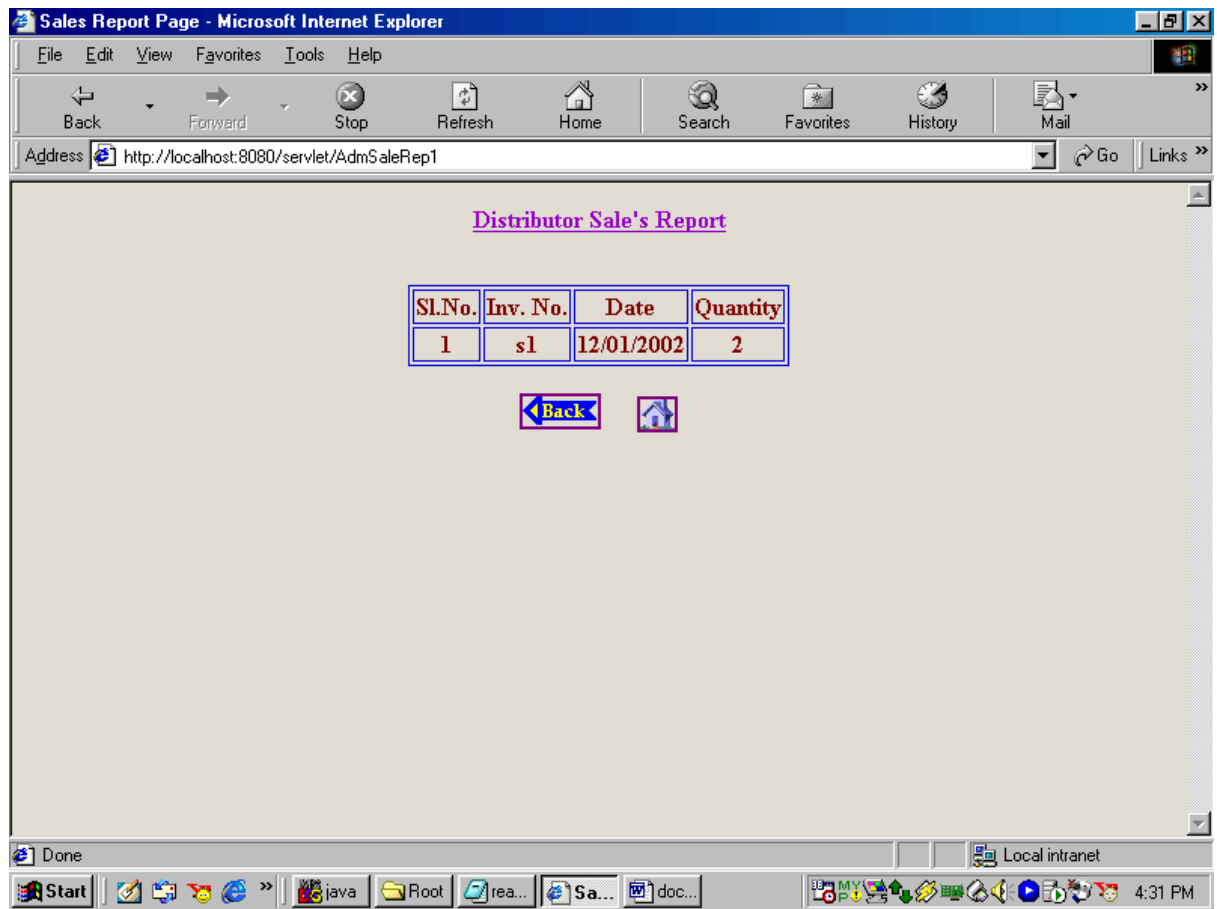 Sales Report Page - Microsoft Internet Explorer
File Edit View Favorites Tools Help
Back Forward Stop Refresh Home Search Favorites History Mail »
Address http://localhost:8080/servlet/AdmSaleRep1 Go Links »
Distributor Sale's Report
Sl.No. Inv. No. Date Quantity
1 s1 12/01/2002 2
Back
Done Local intranet
Start » java Root rea... Sa... doc... 4:31 PM